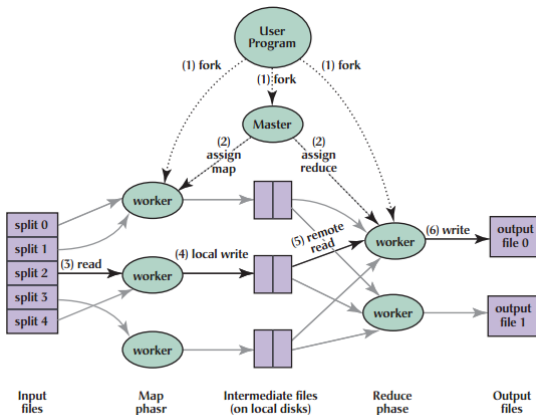 User
Program
(1) fork
(1) fork
(1) fork
Master
(2)
assign
map
(2)
assign
reduce
worker
split 0
split 1
split 2
split 3
split 4
(3) read
worker
(4) local write
(5) remote
read
worker
(6) write
output
file 0
worker
output
file 1
worker
Input
files
Map
phasr
Intermediate files
(on local disks)
Reduce
phase
Output
files